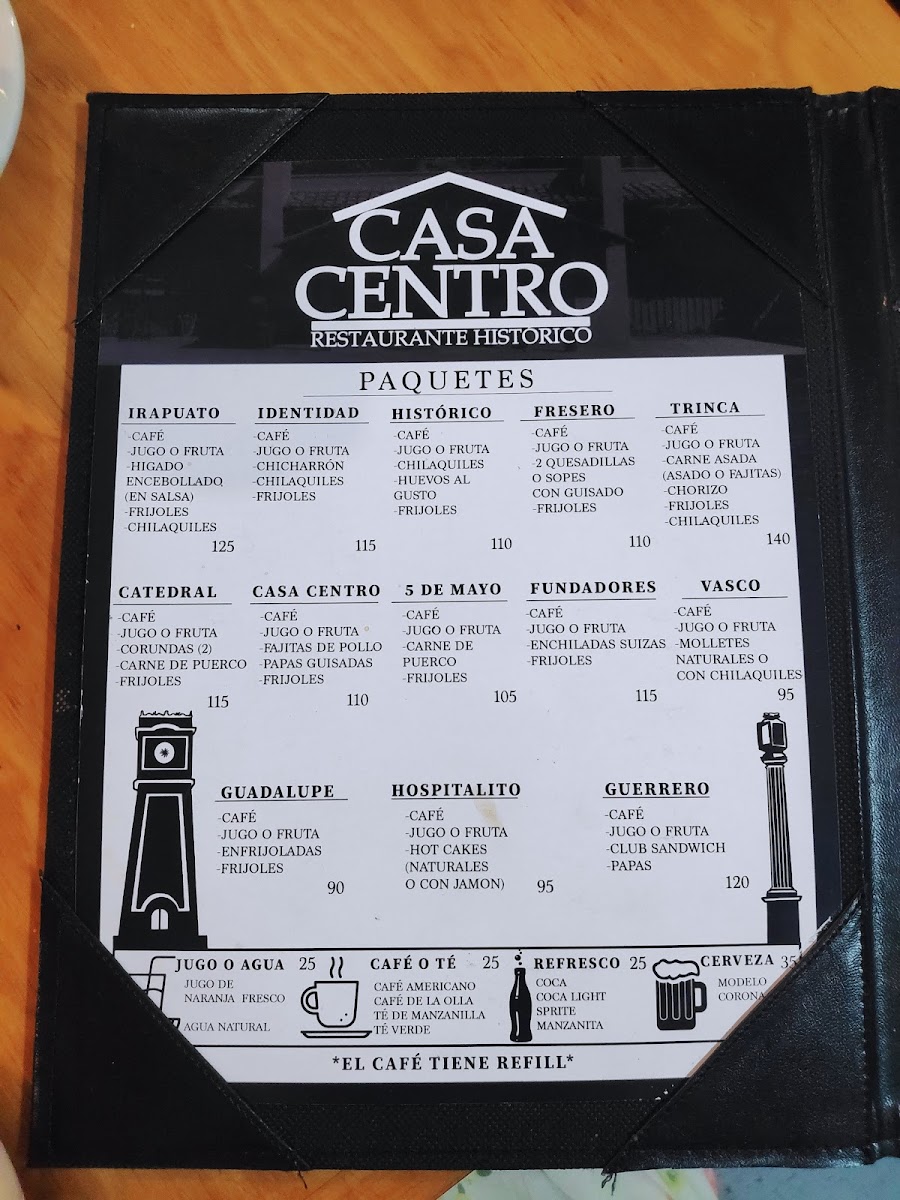 CASA
CENTRO
RESTAURANTE HISTÓRICO
PAQUETES
IRAPUATO
-CAFÉ
-JUGO O FRUTA
-HIGADO
ENCEBOLLADO
(EN SALSA)
-FRIJOLES
-CHILAQUILES
125
IDENTIDAD
-CAFÉ
-JUGO O FRUTA
-CHICHARRÓN
-CHILAQUILES
-FRIJOLES
115
HISTÓRICO
-CAFÉ
-JUGO O FRUTA
-CHILAQUILES
-HUEVOS AL
GUSTO
-FRIJOLES
110
FRESERO
-CAFÉ
-JUGO O FRUTA
-2 QUESADILLAS
O SOPES
CON GUISADO
-FRIJOLES
110
TRINCA
-CAFÉ
-JUGO O FRUTA
-CARNE ASADA
(ASADO O FAJITAS)
-CHORIZO
-FRIJOLES
-CHILAQUILES
140
CATEDRAL
-CAFÉ
-JUGO O FRUTA
-CORUNDAS (2)
-CARNE DE PUERCO
-FRIJOLES
115
CASA CENTRO
-CAFÉ
-JUGO O FRUTA
-FAJITAS DE POLLO
-PAPAS GUISADAS
-FRIJOLES
110
5 DE MAYO
-CAFÉ
-JUGO O FRUTA
-CARNE DE
PUERCO
-FRIJOLES
105
FUNDADORES
-CAFÉ
-JUGO O FRUTA
-ENCHILADAS SUIZAS
-FRIJOLES
115
VASCO
-CAFÉ
-JUGO O FRUTA
-MOLLETES
NATURALES O
CON CHILAQUILES
95
GUADALUPE
-CAFÉ
-JUGO O FRUTA
-ENFRIJOLADAS
-FRIJOLES
90
HOSPITALITO
-CAFÉ
-JUGO O FRUTA
-HOT CAKES
(NATURALES
O CON JAMON)
95
GUERRERO
-CAFÉ
-JUGO O FRUTA
-CLUB SANDWICH
-PAPAS
120
JUGO O AGUA 25
JUGO DE
NARANJA FRESCO
AGUA NATURAL
CAFÉ O TÉ 25
CAFÉ AMERICANO
CAFÉ DE LA OLLA
TÉ DE MANZANILLA
TÉ VERDE
REFRESCO 25
COCA
COCA LIGHT
SPRITE
MANZANITA
CERVEZA 35
MODELO
CORONA
*EL CAFÉ TIENE REFILL*